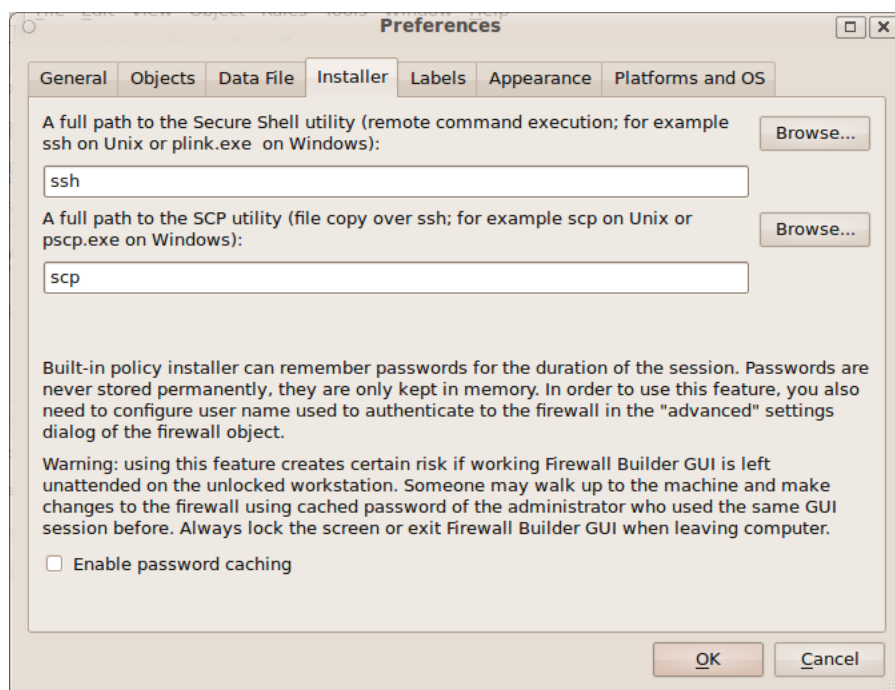 File Edit View Object Rules Tools Window Help
Preferences
General Objects Data File Installer Labels Appearance Platforms and OS
A full path to the Secure Shell utility (remote command execution; for example
ssh on Unix or plink.exe on Windows):
Browse...
ssh
A full path to the SCP utility (file copy over ssh; for example scp on Unix or
pscp.exe on Windows):
Browse...
scp
Built-in policy installer can remember passwords for the duration of the session. Passwords are
never stored permanently, they are only kept in memory. In order to use this feature, you also
need to configure user name used to authenticate to the firewall in the "advanced" settings
dialog of the firewall object.
Warning: using this feature creates certain risk if working Firewall Builder GUI is left
unattended on the unlocked workstation. Someone may walk up to the machine and make
changes to the firewall using cached password of the administrator who used the same GUI
session before. Always lock the screen or exit Firewall Builder GUI when leaving computer.
Enable password caching
OK Cancel